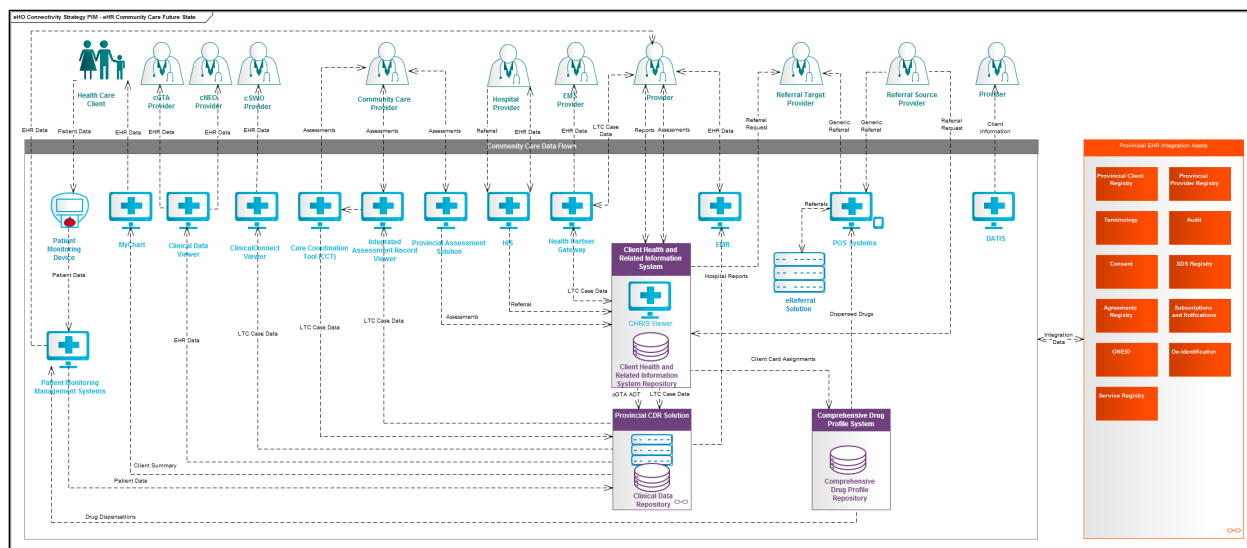 eHO Connectivity Strategy PIM - eHR Community Care Future State
Health Care
Client
cGTA
Provider
cNEO
Provider
cSWO
Provider
Community Care
Provider
Hospital
Provider
EMS
Provider
Provider
Referral Target
Provider
Referral Source
Provider
Provider
EHR Data
Patient Data
EHR Data
EHR Data
EHR Data
Assessments
Assessments
Assessments
Referral
EHR Data
EHR Data
LTC Case
Data
Reports
Assessments
EHR Data
Referral
Request
Generic
Referral
Generic
Referral
Referral
Request
Client
Information
Community Care Data Flows
Patient
Monitoring
Device
MyChart
Clinical Data
Viewer
ClinicalConnect
Viewer
Care Coordination
Tool (CCT)
Integrated
Assessment Record
Viewer
Provincial Assessment
Solution
HIS
Health Partner
Gateway
Client Health and
Related Information
System
CHRIS Viewer
Client Health and
Related Information
System Repository
EMR
Referrals
POS Systems
eReferral
Solution
DATIS
Patient Data
Hospital Reports
LTC Case Data
Referral
Assessments
Dispensed Drugs
LTC Case Data
LTC Case Data
LTC Case Data
EHR Data
Patient Monitoring
Management Systems
Client Card Assignments
cGTA ADT
LTC Case Data
Provincial CDR Solution
Clinical Data
Repository
Comprehensive Drug
Profile System
Comprehensive
Drug Profile
Repository
Client Summary
Patient Data
Drug Dispensations
Integration
Data
Provincial EHR Integration Assets
Provincial Client
Registry
Provincial
Provider Registry
Terminology
Audit
Consent
XDS Registry
Agreements
Registry
Subscriptions
and Notifications
ONEID
De-identification
Service Registry